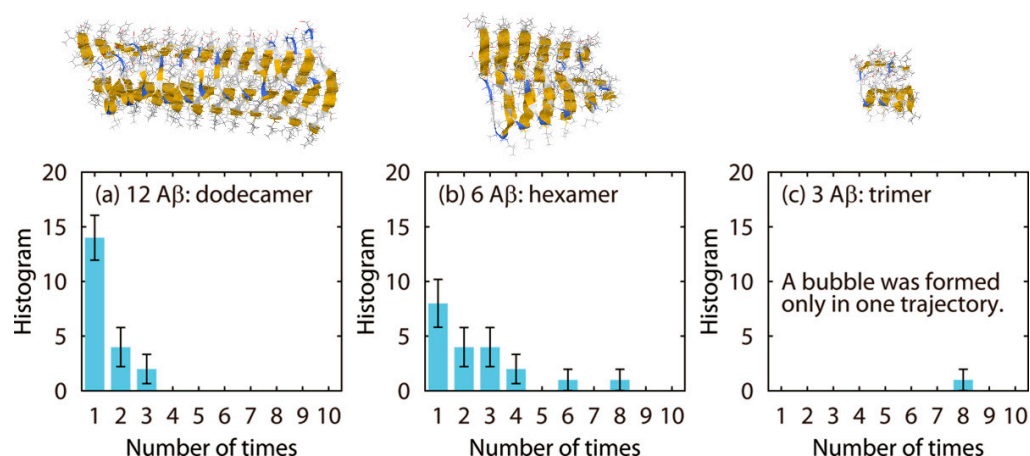 (a) 12 Aβ: dodecamer
Histogram
20
15
10
5
0
1 2 3 4 5 6 7 8 9 10
Number of times
(b) 6 Aβ: hexamer
Histogram
20
15
10
5
0
1 2 3 4 5 6 7 8 9 10
Number of times
(c) 3 Aβ: trimer
Histogram
20
15
10
5
0
A bubble was formed
only in one trajectory.
1 2 3 4 5 6 7 8 9 10
Number of times